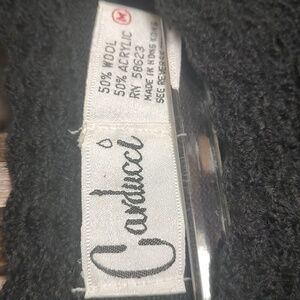 M
50% WOOL
50% ACRYLIC
RN 58623
MADE IN HONG KONG
SEE REVERSE
Carducci